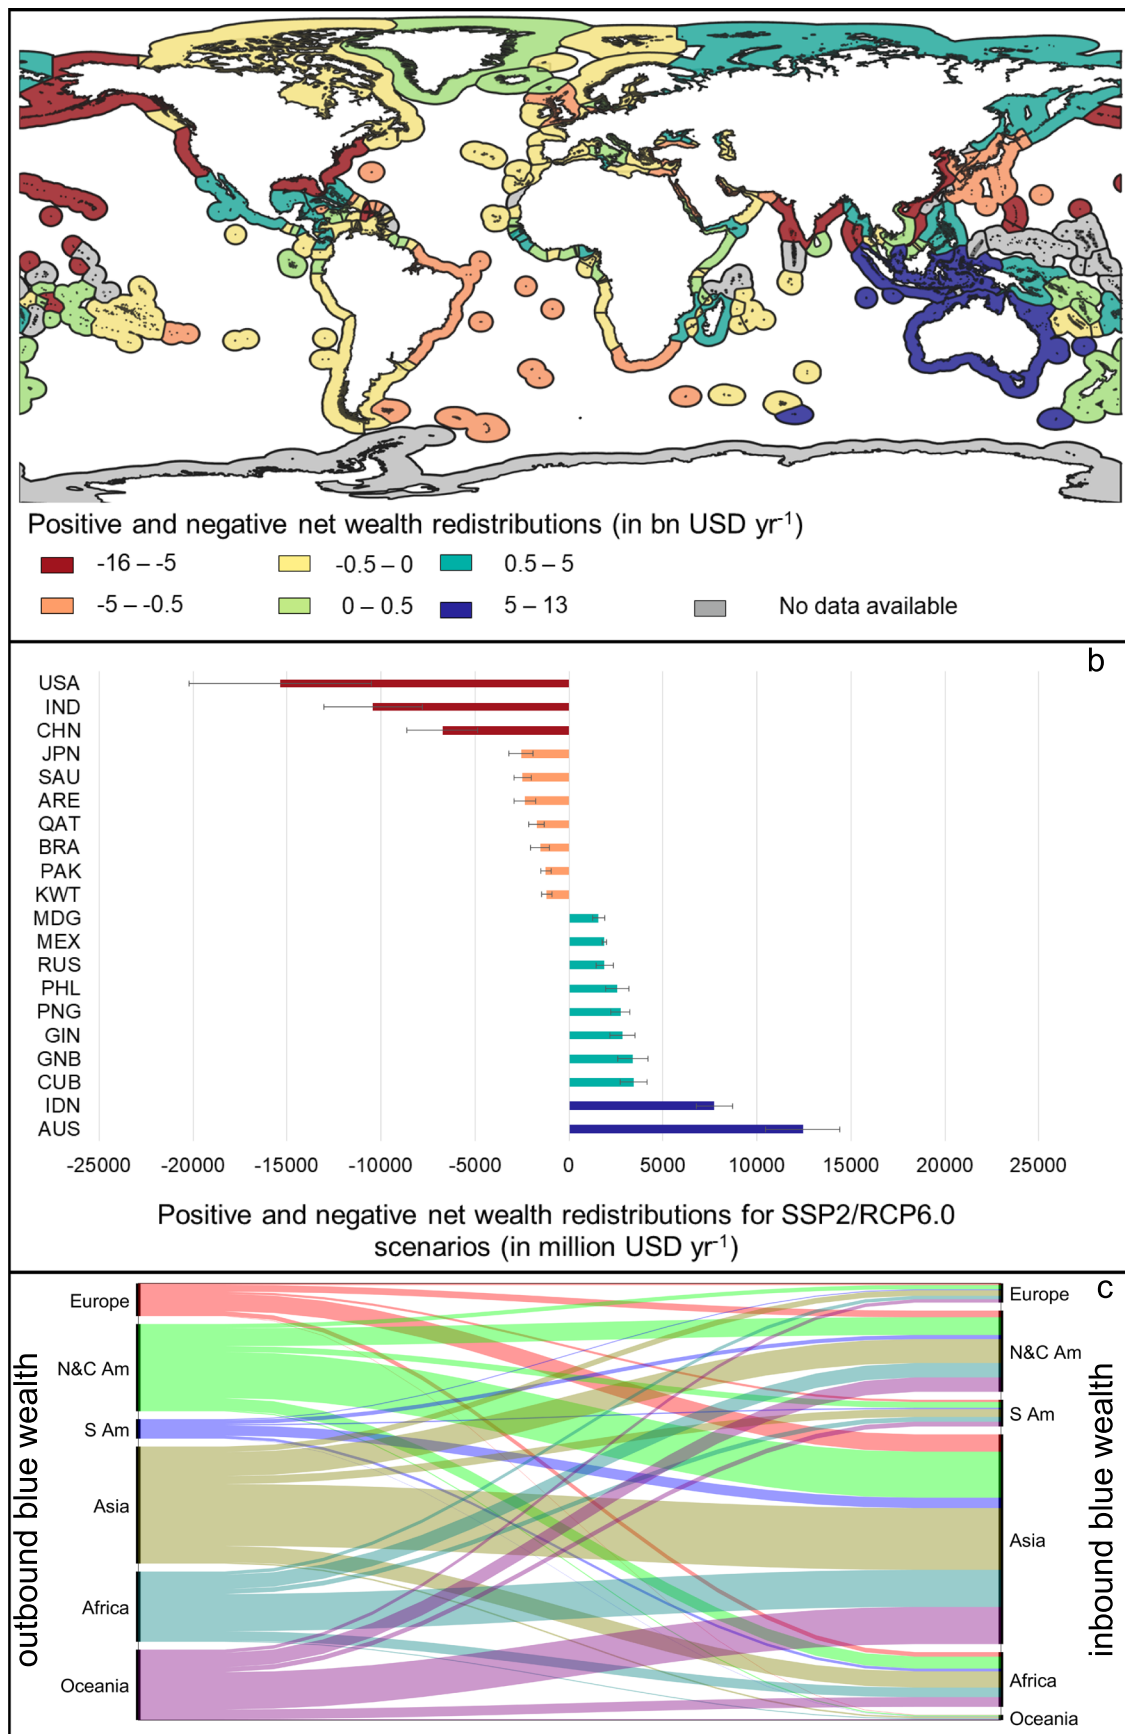 Positive and negative net wealth redistributions (in bn USD yr-1)
-16 – -5
-0.5 – 0
0.5 – 5
-5 – -0.5
0 – 0.5
5 – 13
No data available
b
USA
IND
CHN
JPN
SAU
ARE
QAT
BRA
PAK
KWT
MDG
MEX
RUS
PHL
PNG
GIN
GNB
CUB
IDN
AUS
-25000 -20000 -15000 -10000 -5000 0 5000 10000 15000 20000 25000
Positive and negative net wealth redistributions for SSP2/RCP6.0
scenarios (in million USD yr-1)
c
outbound blue wealth
Europe
N&C Am
S Am
Asia
Africa
Oceania
Europe
N&C Am
S Am
Asia
Africa
Oceania
inbound blue wealth